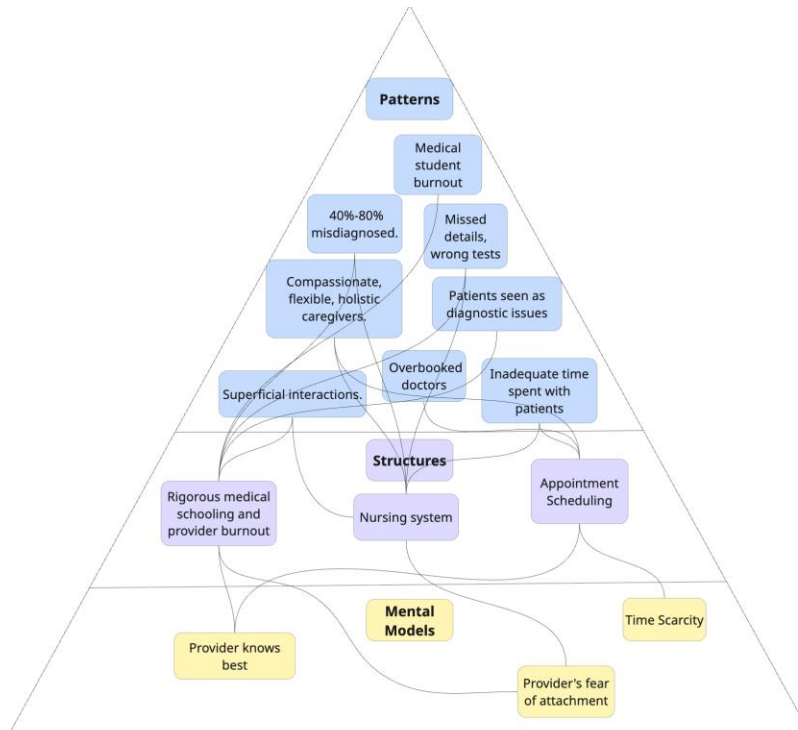 Patterns
Medical
student
burnout
40%-80%
misdiagnosed.
Missed
details,
wrong tests
Compassionate,
flexible, holistic
caregivers.
Patients seen as
diagnostic issues
Superficial interactions.
Overbooked
doctors
Inadequate time
spent with
patients
Structures
Rigorous medical
schooling and
provider burnout
Nursing system
Appointment
Scheduling
Mental
Models
Time Scarcity
Provider knows
best
Provider's fear
of attachment